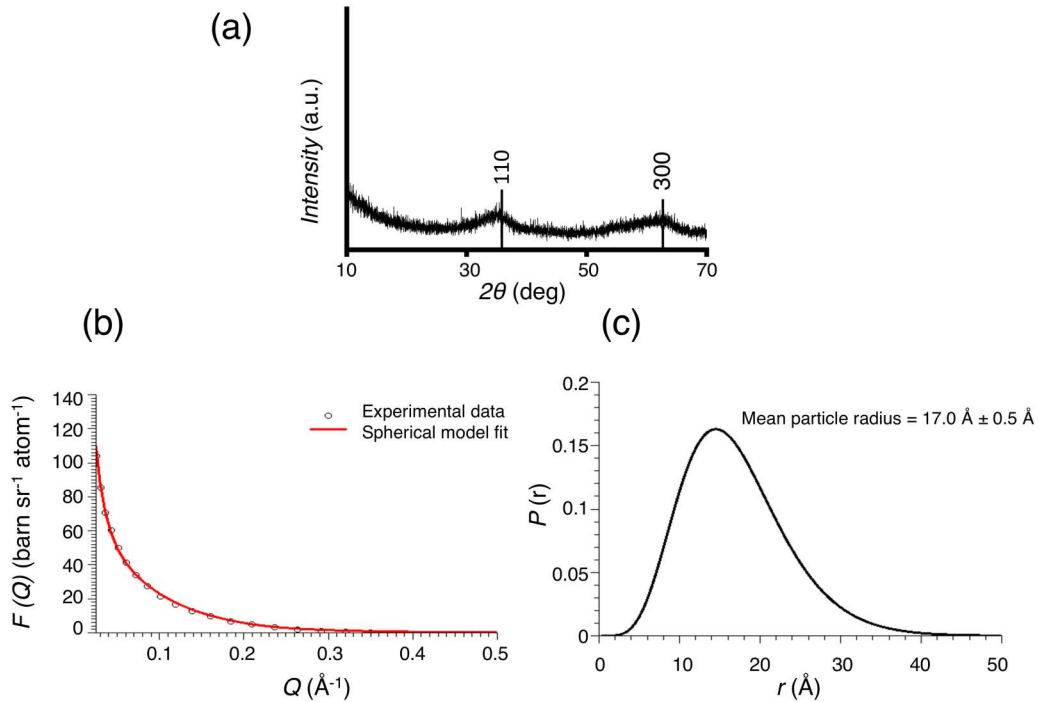 (a)
Intensity (a.u.)
110
300
10
30
50
70
2θ (deg)
(b)
F (Q) (barn sr⁻¹ atom⁻¹)
140
120
100
80
60
40
20
0
Experimental data
Spherical model fit
0.1
0.2
0.3
0.4
0.5
Q (Å⁻¹)
(c)
P (r)
0.2
0.15
0.1
0.05
0
Mean particle radius = 17.0 Å ± 0.5 Å
0
10
20
30
40
50
r (Å)